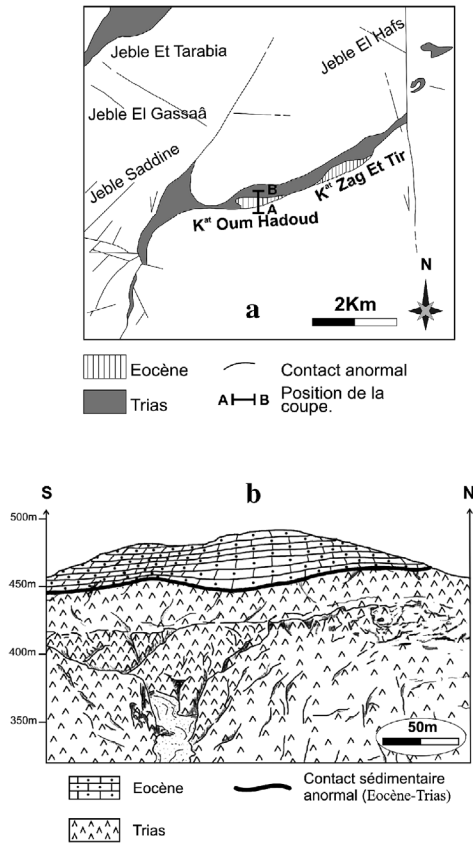 Jeble Et Tarabia
Jeble El Hafs
Jeble El Gassaâ
Jeble Saddine
Kat Zag Et Tir
B
A
Kat Oum Hadoud
N
a
2Km
Eocène
Contact anormal
Trias
A B Position de la
coupe.
S b N
500m
450m
400m
350m
50m
Eocène
Contact sédimentaire
anormal (Eocène-Trias)
Trias